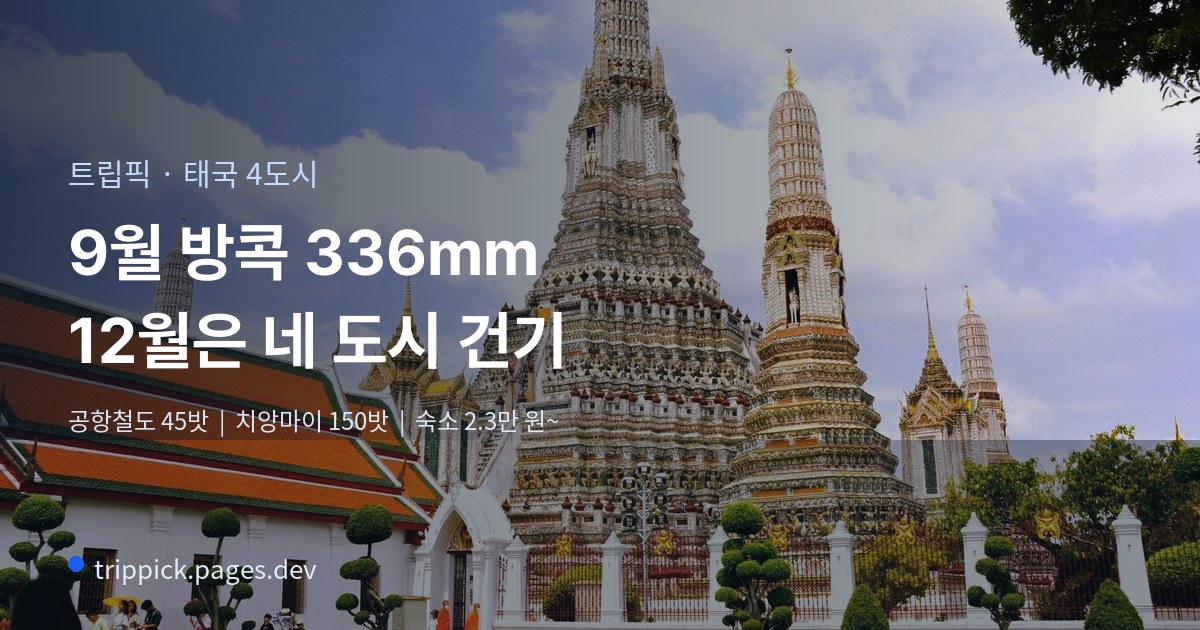 트립픽 · 태국 4도시
9월 방콕 336mm
12월은 네 도시 건기
공항철도 45밧 | 치앙마이 150밧 | 숙소 2.3만 원~
trippick.pages.dev